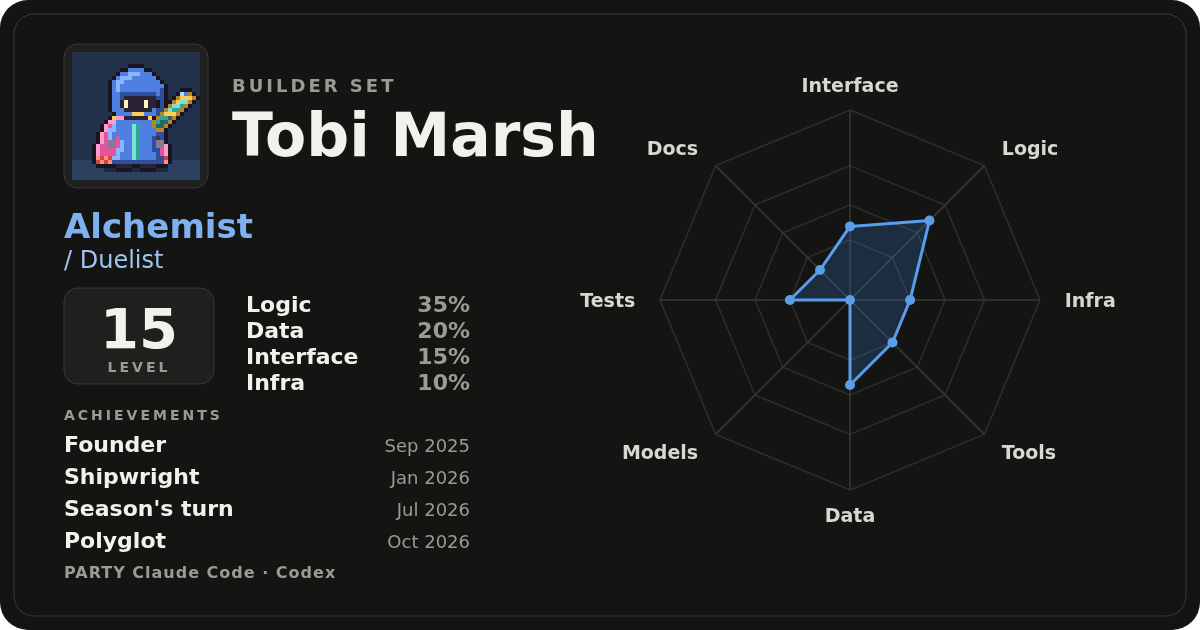 BUILDER SET
Tobi Marsh
Alchemist
/ Duelist
15
LEVEL
Logic 35%
Data 20%
Interface 15%
Infra 10%
ACHIEVEMENTS
Founder Sep 2025
Shipwright Jan 2026
Season's turn Jul 2026
Polyglot Oct 2026
PARTY Claude Code · Codex
Interface
Logic
Infra
Tools
Data
Models
Tests
Docs